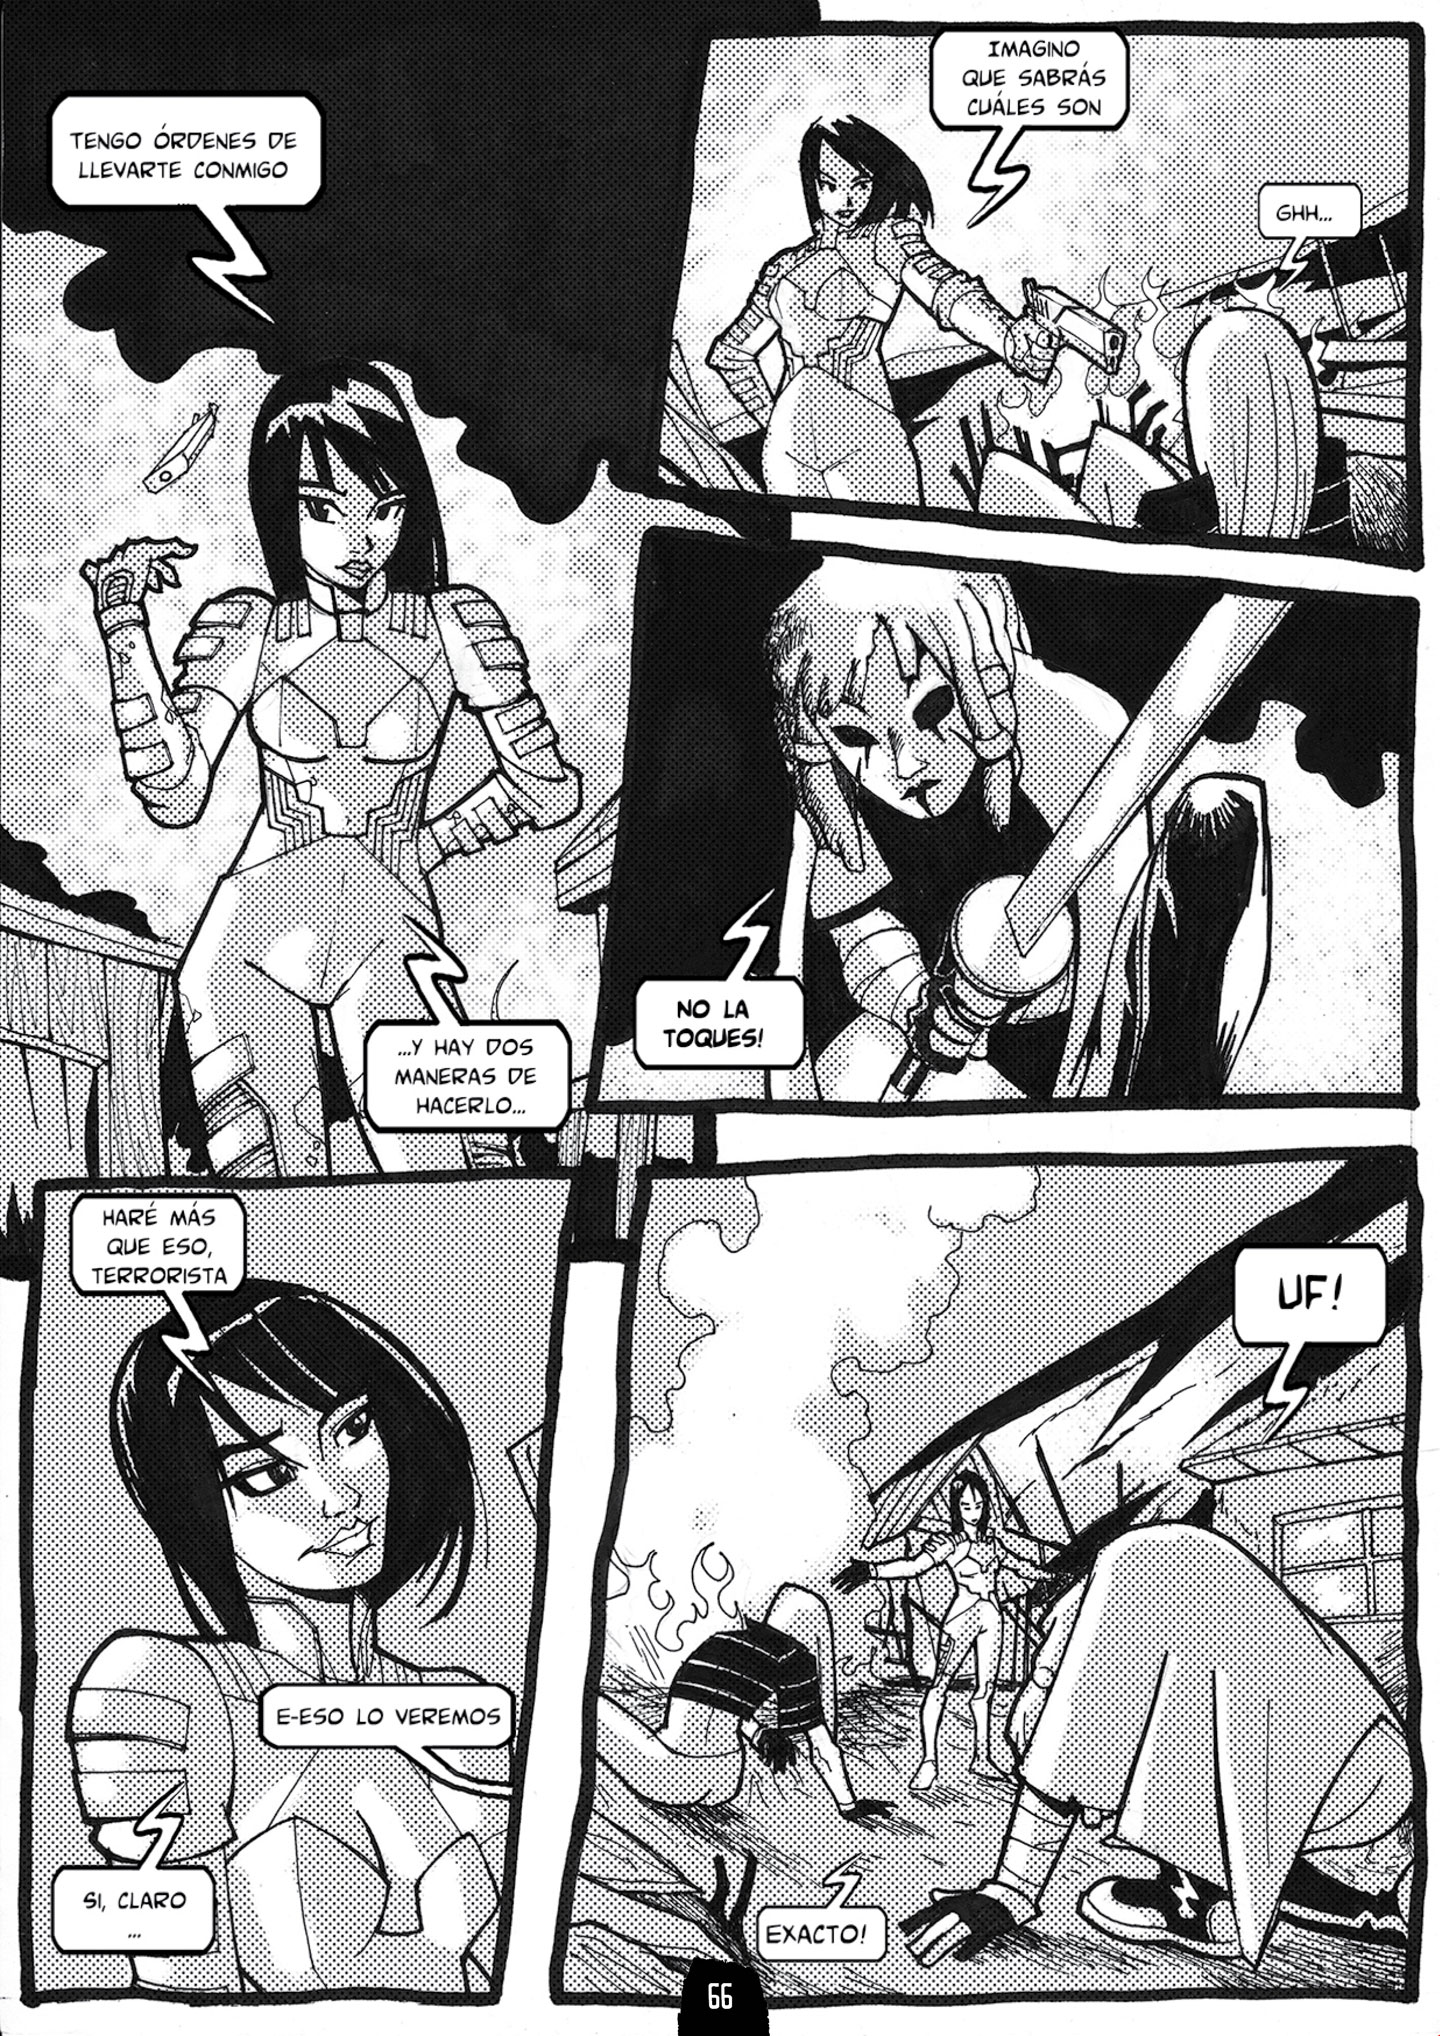 TENGO ÓRDENES DE
LLEVARTE CONMIGO
...Y HAY DOS
MANERAS DE
HACERLO...
IMAGINO
QUE SABRÁS
CUÁLES SON
GHH...
NO LA
TOQUES!
HARÉ MÁS
QUE ESO,
TERRORISTA
E-ESO LO VEREMOS
SI, CLARO
...
UF!
EXACTO!
66